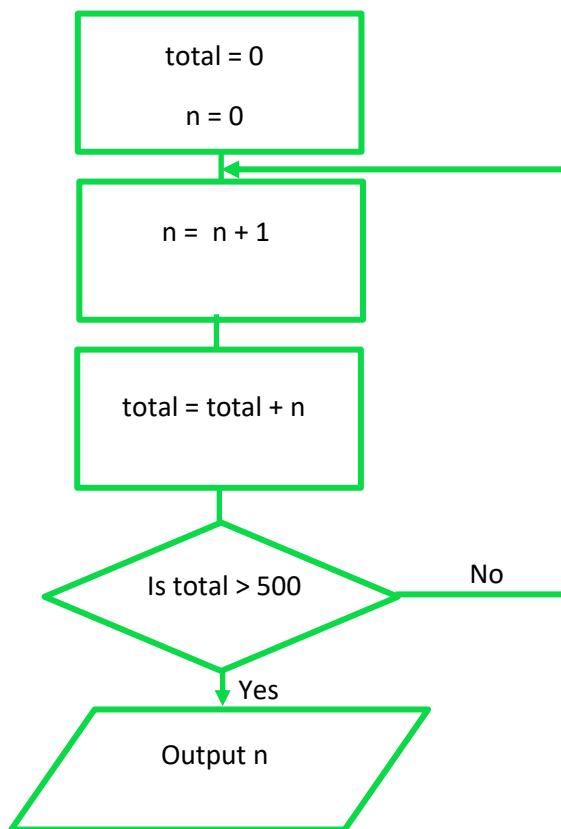 total = 0
n = 0
n = n + 1
total = total + n
Is total > 500
No
Yes
Output n